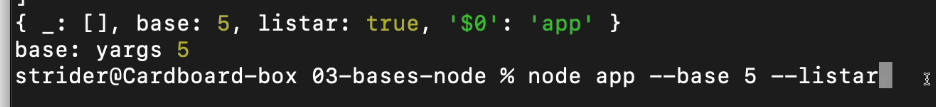 ]
{ _: [], base: 5, listar: true, '$0': 'app' }
base: yargs 5
strider@Cardboard-box 03-bases-node % node app --base 5 --listar